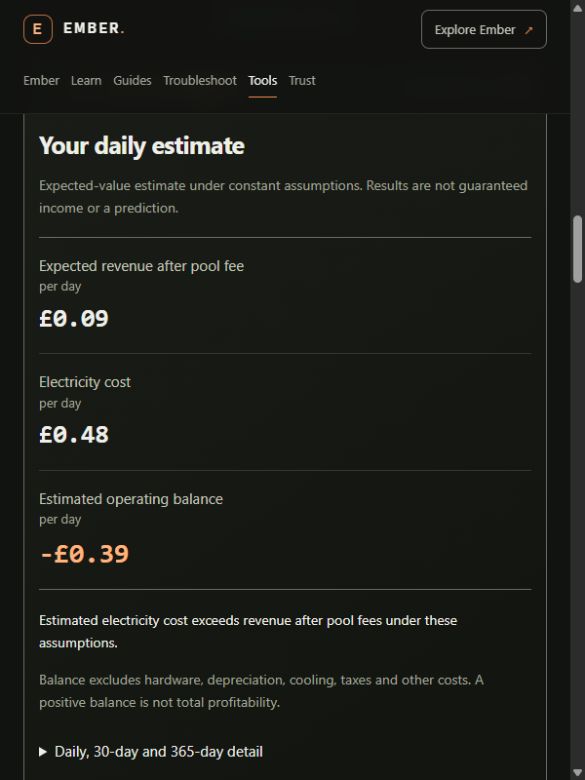 E EMBER.
Explore Ember ↗
Ember Learn Guides Troubleshoot Tools Trust
Your daily estimate
Expected-value estimate under constant assumptions. Results are not guaranteed
income or a prediction.
Expected revenue after pool fee
per day
£0.09
Electricity cost
per day
£0.48
Estimated operating balance
per day
-£0.39
Estimated electricity cost exceeds revenue after pool fees under these
assumptions.
Balance excludes hardware, depreciation, cooling, taxes and other costs. A
positive balance is not total profitability.
▶ Daily, 30-day and 365-day detail